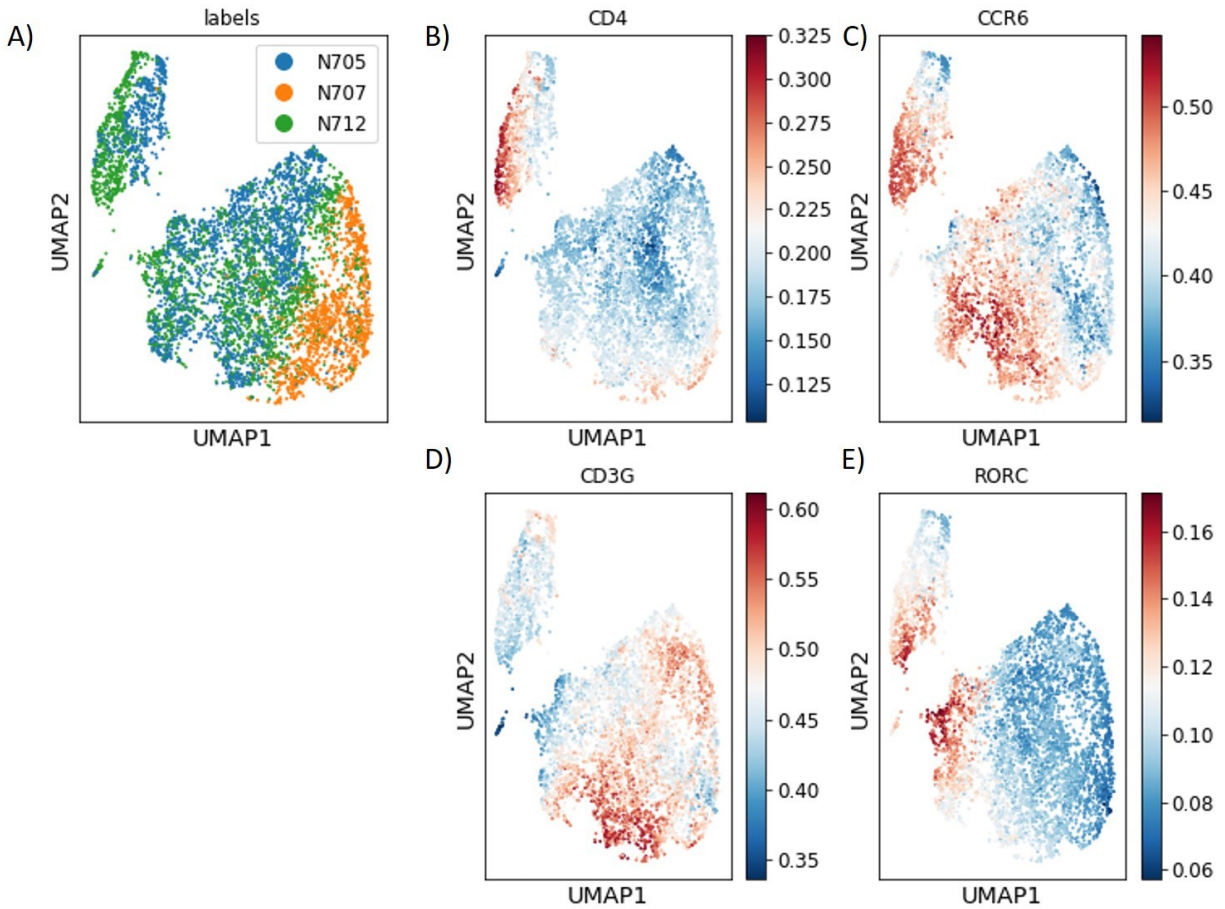 A)
labels
N705
N707
N712
UMAP2
UMAP1
B)
CD4
UMAP2
UMAP1
0.325
0.300
0.275
0.250
0.225
0.200
0.175
0.150
0.125
C)
CCR6
UMAP2
UMAP1
0.50
0.45
0.40
0.35
D)
CD3G
UMAP2
UMAP1
0.60
0.55
0.50
0.45
0.40
0.35
E)
RORC
UMAP2
UMAP1
0.16
0.14
0.12
0.10
0.08
0.06